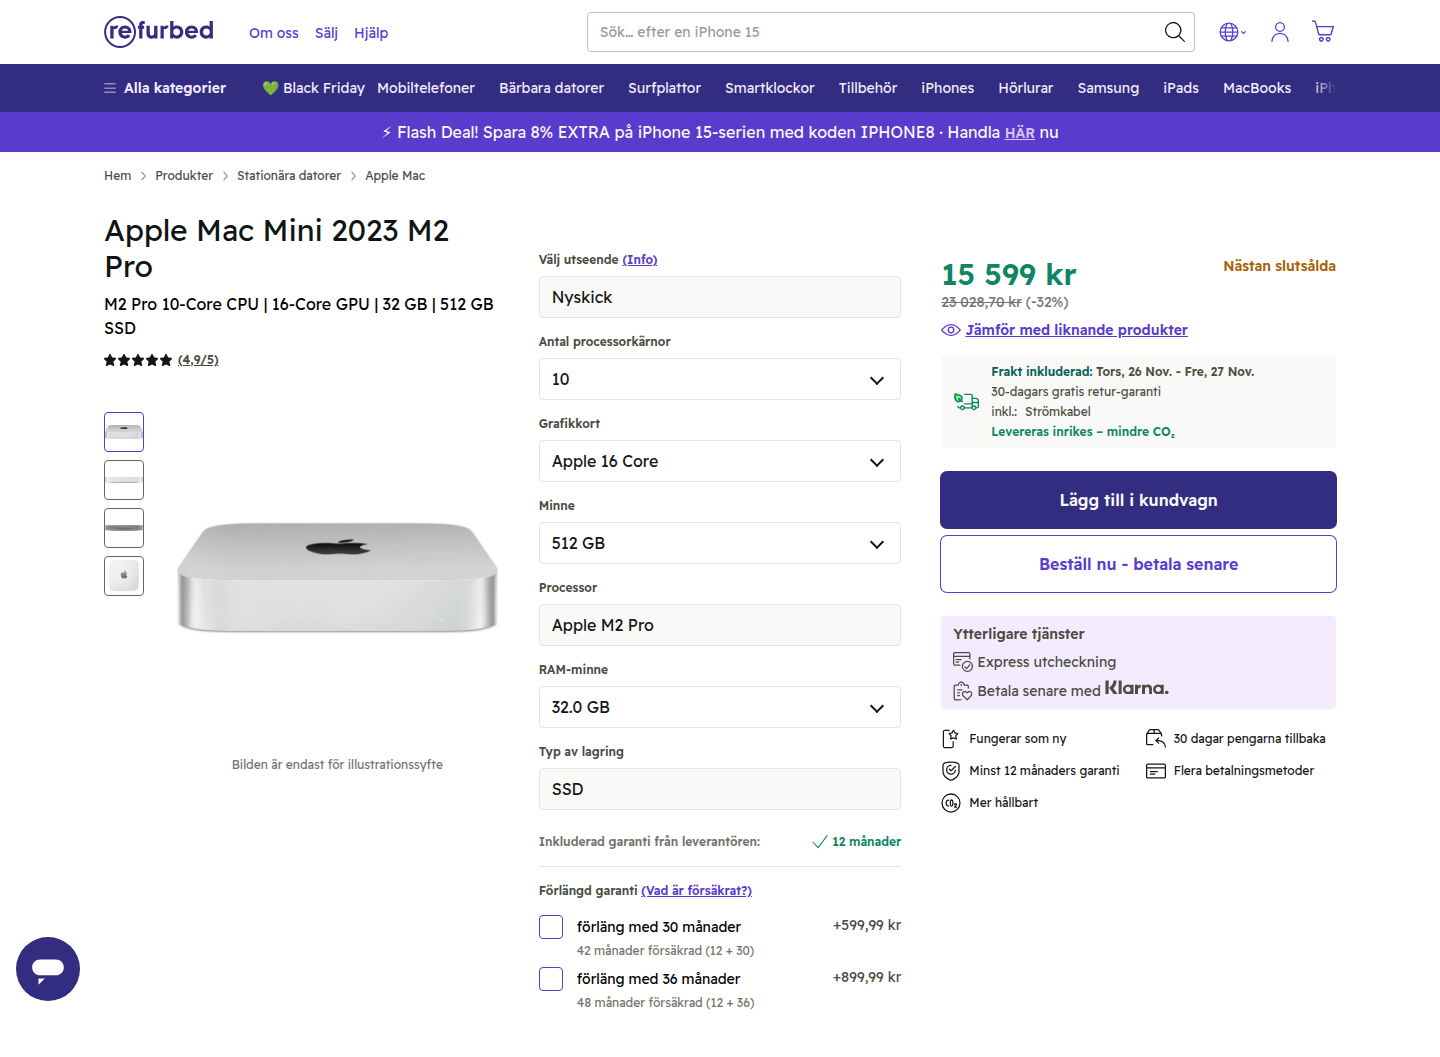 refurbed
Om oss
Sälj
Hjälp
Sök... efter en iPhone 15
Alla kategorier
💚 Black Friday
Mobiltelefoner
Bärbara datorer
Surfplattor
Smartklockor
Tillbehör
iPhones
Hörlurar
Samsung
iPads
MacBooks
iPh
⚡ Flash Deal! Spara 8% EXTRA på iPhone 15-serien med koden IPHONE8 · Handla HÄR nu
Hem > Produkter > Stationära datorer > Apple Mac
Apple Mac Mini 2023 M2
Pro
M2 Pro 10-Core CPU | 16-Core GPU | 32 GB | 512 GB
SSD
(4,9/5)
Bilden är endast för illustrationssyfte
Välj utseende (Info)
Nyskick
Antal processorkärnor
10
Grafikkort
Apple 16 Core
Minne
512 GB
Processor
Apple M2 Pro
RAM-minne
32.0 GB
Typ av lagring
SSD
Inkluderad garanti från leverantören:
12 månader
Förlängd garanti (Vad är försäkrat?)
förläng med 30 månader
+599,99 kr
42 månader försäkrad (12 + 30)
förläng med 36 månader
+899,99 kr
48 månader försäkrad (12 + 36)
15 599 kr
Nästan slutsålda
23 028,70 kr (-32%)
Jämför med liknande produkter
Frakt inkluderad: Tors, 26 Nov. - Fre, 27 Nov.
30-dagars gratis retur-garanti
inkl.: Strömkabel
Levereras inrikes – mindre CO₂
Lägg till i kundvagn
Beställ nu - betala senare
Ytterligare tjänster
Express utcheckning
Betala senare med Klarna.
Fungerar som ny
30 dagar pengarna tillbaka
Minst 12 månaders garanti
Flera betalningsmetoder
CO2
Mer hållbart